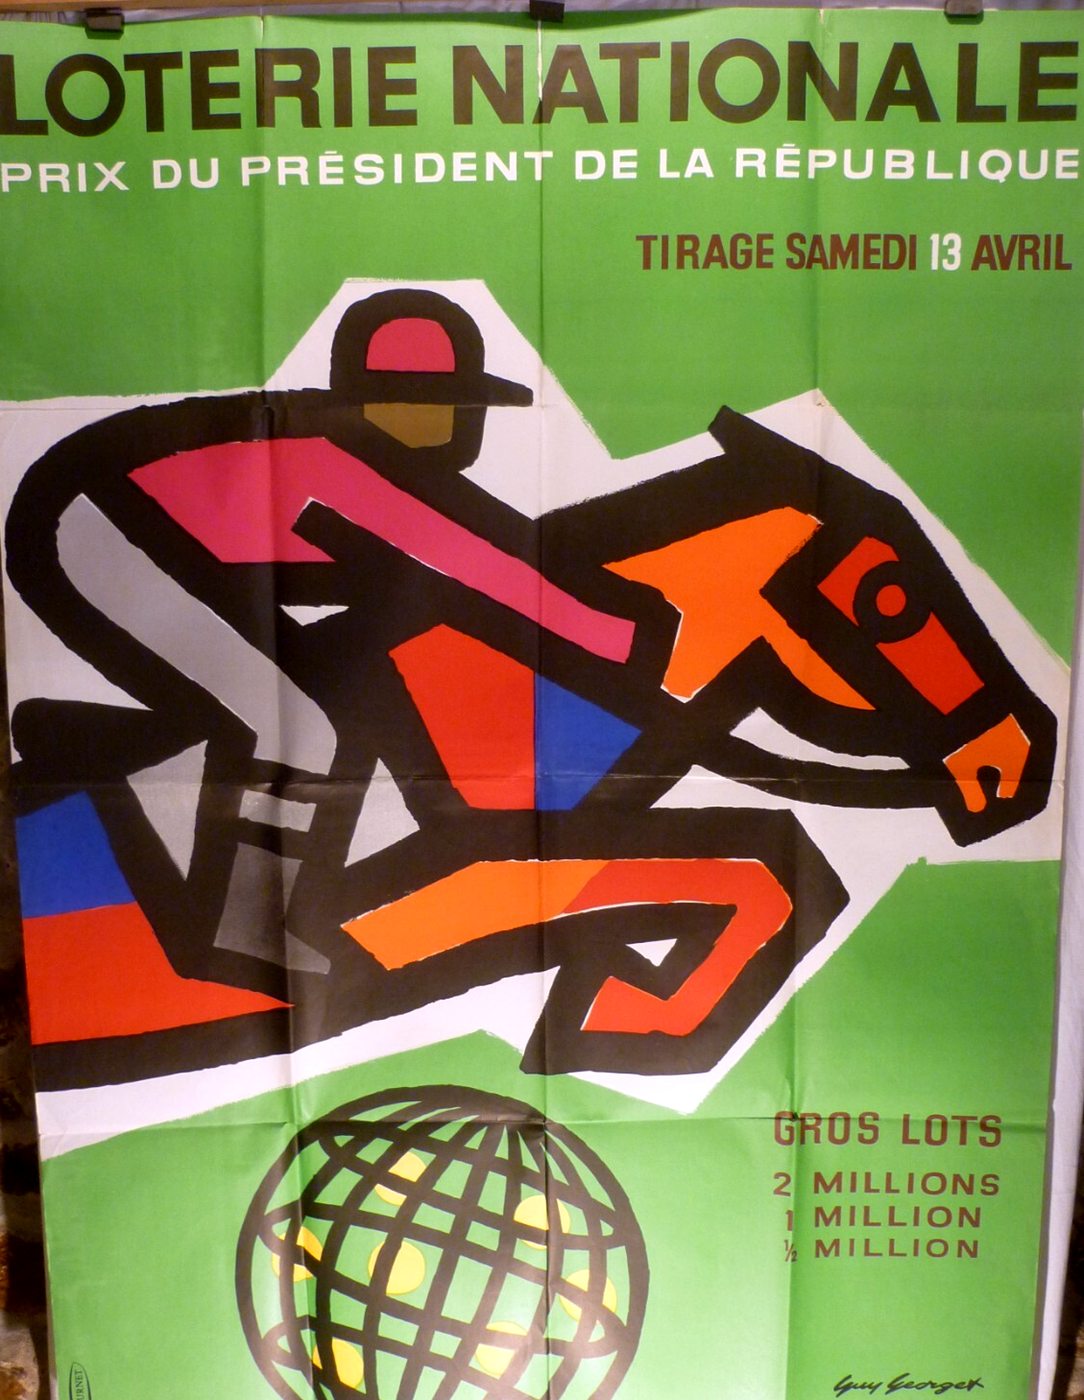 LOTERIE NATIONALE
PRIX DU PRÉSIDENT DE LA RÉPUBLIQUE
TIRAGE SAMEDI 13 AVRIL
GROS LOTS
2 MILLIONS
1 MILLION
½ MILLION
Guy Georget